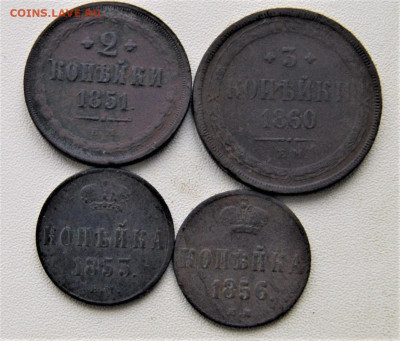 COINS.LAVE.RU
* 2 *
КОПѢЙКИ
1851.
* 3 *
КОПѢЙКИ
1860
КОПѢЙКА
1855.
КОПѢЙКА
1856.